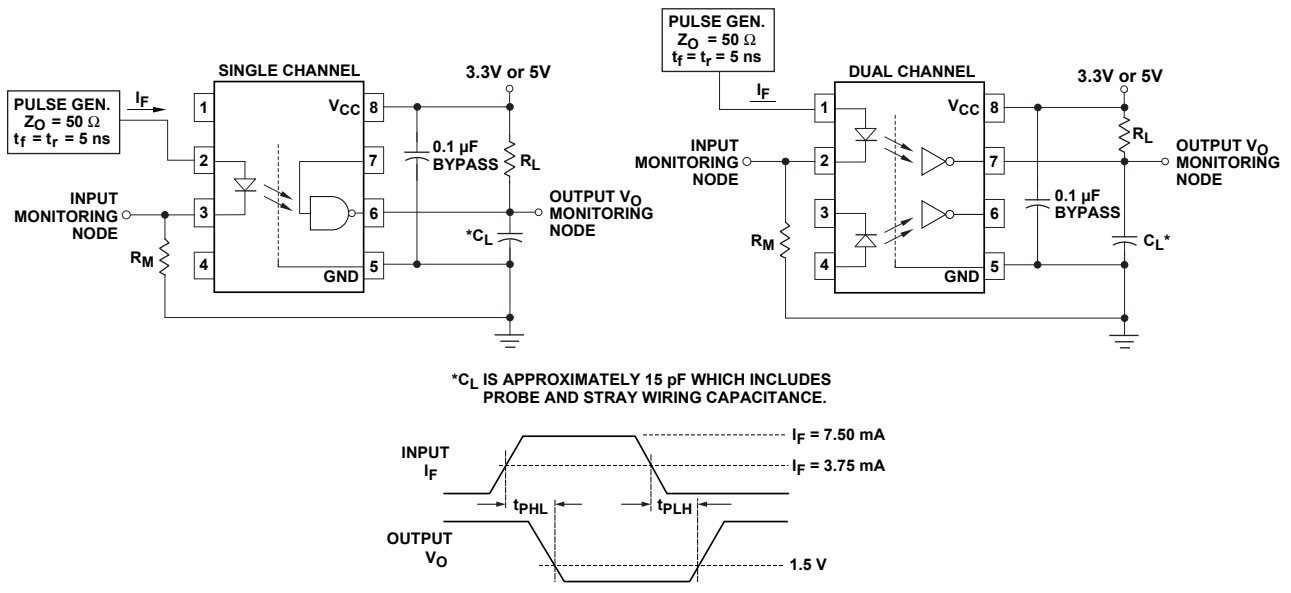 SINGLE CHANNEL
PULSE GEN.
Z_O = 50 Ω
t_f = t_r = 5 ns
I_F
1
2
3
4
V_CC
8
7
6
5
GND
3.3V or 5V
0.1 µF
BYPASS
R_L
INPUT
MONITORING
NODE
R_M
OUTPUT V_O
MONITORING
NODE
*C_L
PULSE GEN.
Z_O = 50 Ω
t_f = t_r = 5 ns
DUAL CHANNEL
I_F
1
2
3
4
V_CC
8
7
6
5
GND
3.3V or 5V
R_L
INPUT
MONITORING
NODE
R_M
OUTPUT V_O
MONITORING
NODE
0.1 µF
BYPASS
C_L*
*C_L IS APPROXIMATELY 15 pF WHICH INCLUDES
PROBE AND STRAY WIRING CAPACITANCE.
INPUT
I_F
I_F = 7.50 mA
I_F = 3.75 mA
t_PHL
t_PLH
OUTPUT
V_O
1.5 V